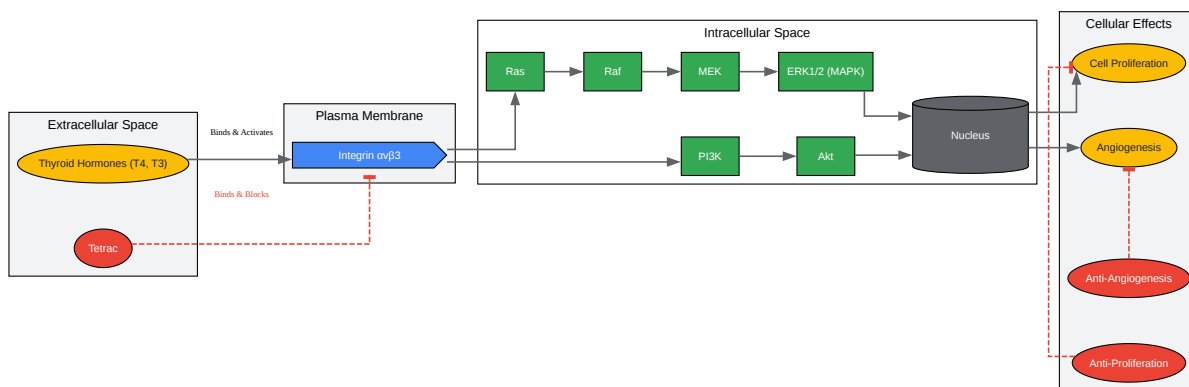 Extracellular Space
Thyroid Hormones (T4, T3)
Tetrac
Binds & Activates
Binds & Blocks
Plasma Membrane
Integrin αvβ3
Intracellular Space
Ras
Raf
MEK
ERK1/2 (MAPK)
PI3K
Akt
Nucleus
Cellular Effects
Cell Proliferation
Angiogenesis
Anti-Angiogenesis
Anti-Proliferation